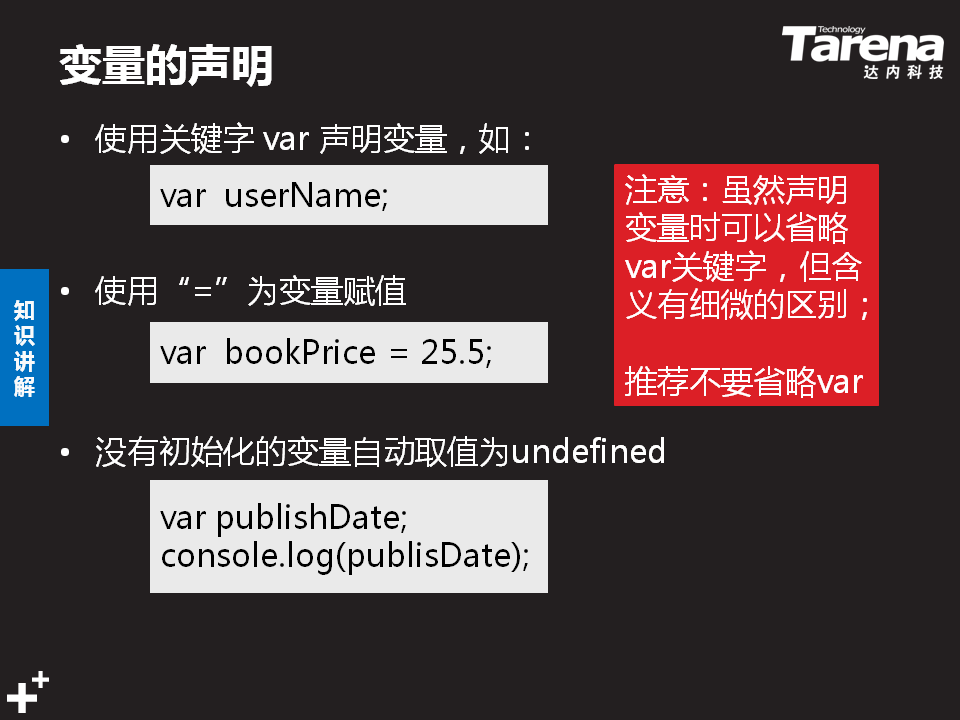 变量的声明
Technology
Tarena
达内科技
• 使用关键字 var 声明变量，如：
var userName;
注意：虽然声明
变量时可以省略
var关键字，但含
义有细微的区别；
推荐不要省略var
• 使用“=”为变量赋值
var bookPrice = 25.5;
知
识
讲
解
• 没有初始化的变量自动取值为undefined
var publishDate;
console.log(publisDate);